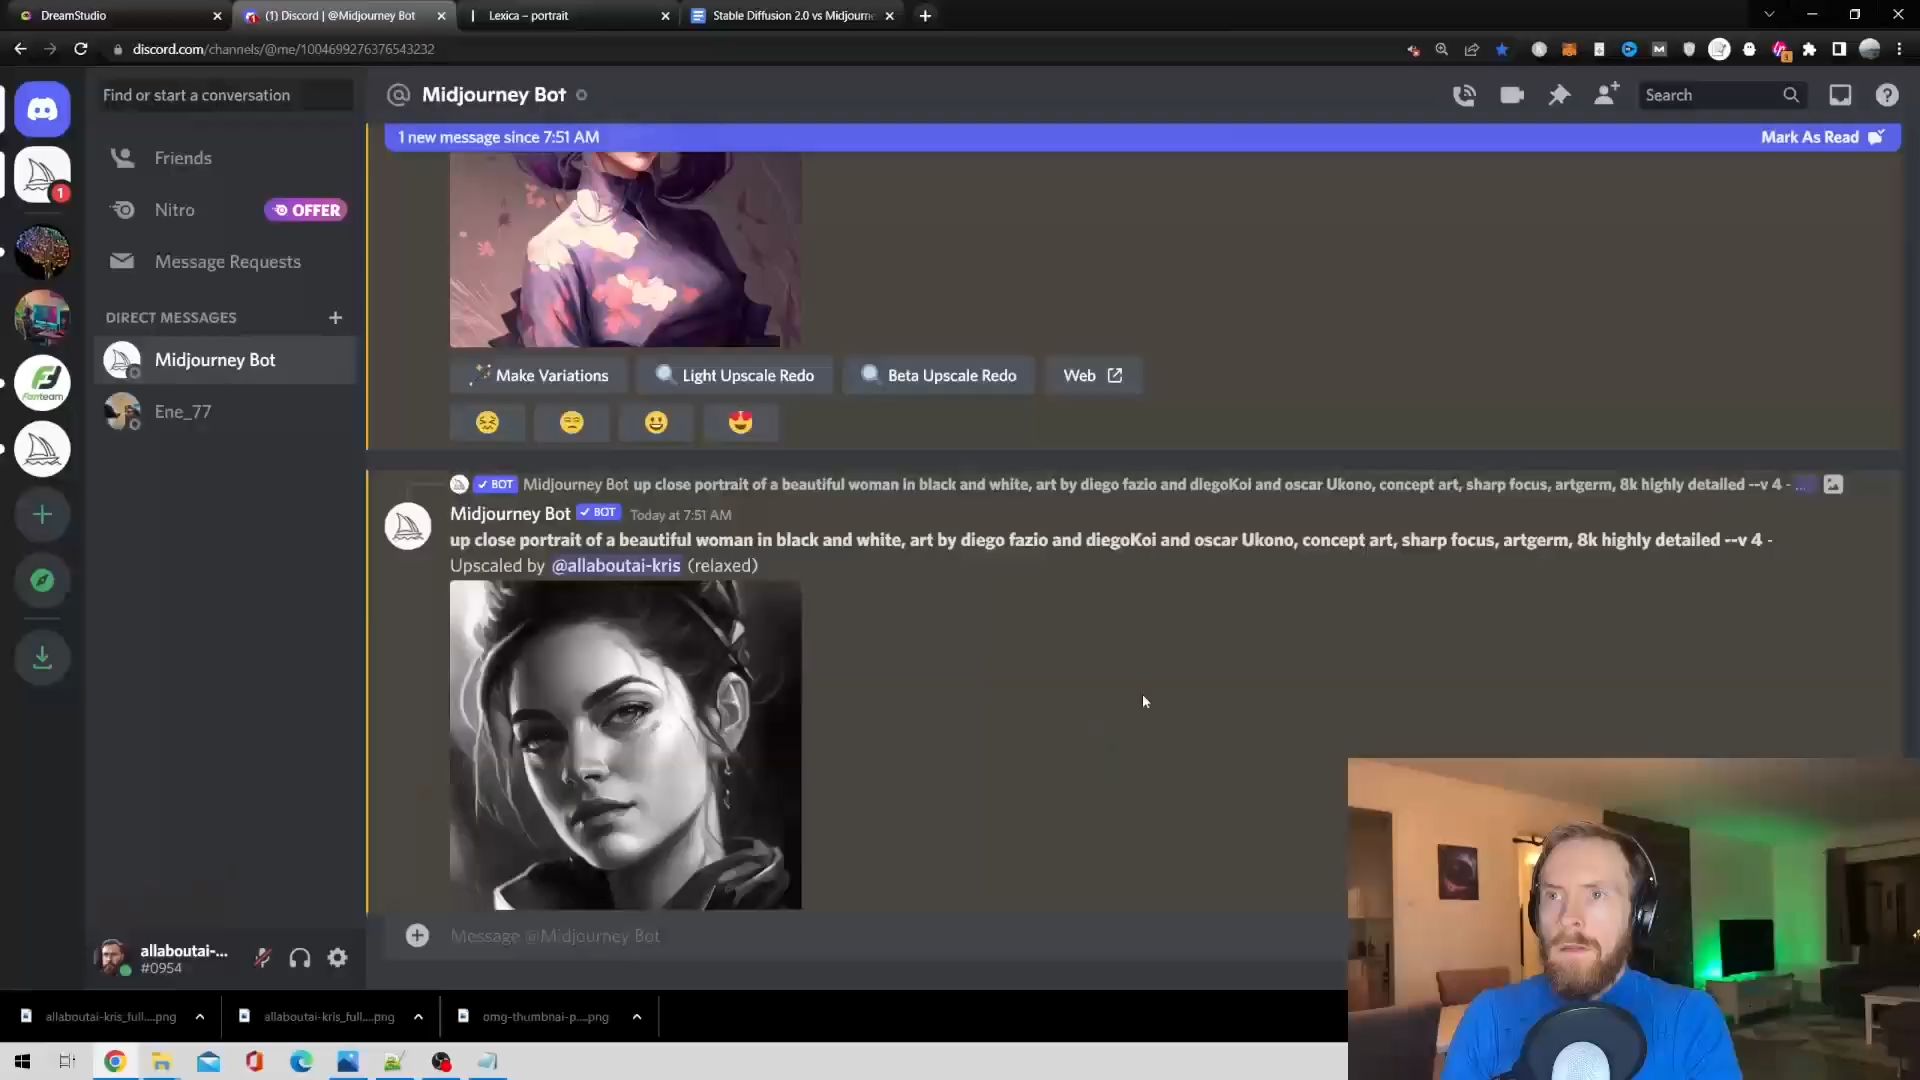 DreamStudio
(1) Discord | @Midjourney Bot
Lexica – portrait
Stable Diffusion 2.0 vs Midjourn
discord.com/channels/@me/1004699276376543232
Find or start a conversation
Midjourney Bot
Search
1 new message since 7:51 AM
Mark As Read
1
Friends
Nitro
OFFER
Message Requests
DIRECT MESSAGES
Midjourney Bot
Ene_77
Fanteam
Make Variations
Light Upscale Redo
Beta Upscale Redo
Web
BOT Midjourney Bot up close portrait of a beautiful woman in black and white, art by diego fazio and diegoKoi and oscar Ukono, concept art, sharp focus, artgerm, 8k highly detailed --v 4 - ...
Midjourney Bot BOT Today at 7:51 AM
up close portrait of a beautiful woman in black and white, art by diego fazio and diegoKoi and oscar Ukono, concept art, sharp focus, artgerm, 8k highly detailed --v 4 -
Upscaled by @allaboutai-kris (relaxed)
Message @Midjourney Bot
allaboutai-...
#0954
allaboutai-kris_full....png
allaboutai-kris_full....png
omg-thumbnai-p....png